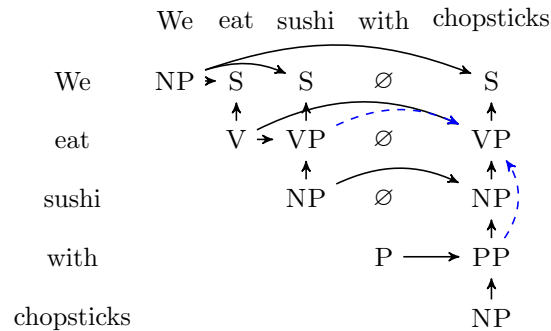 We eat sushi with chopsticks
We NP S S ∅ S
eat V VP ∅ VP
sushi NP ∅ NP
with P PP
chopsticks NP